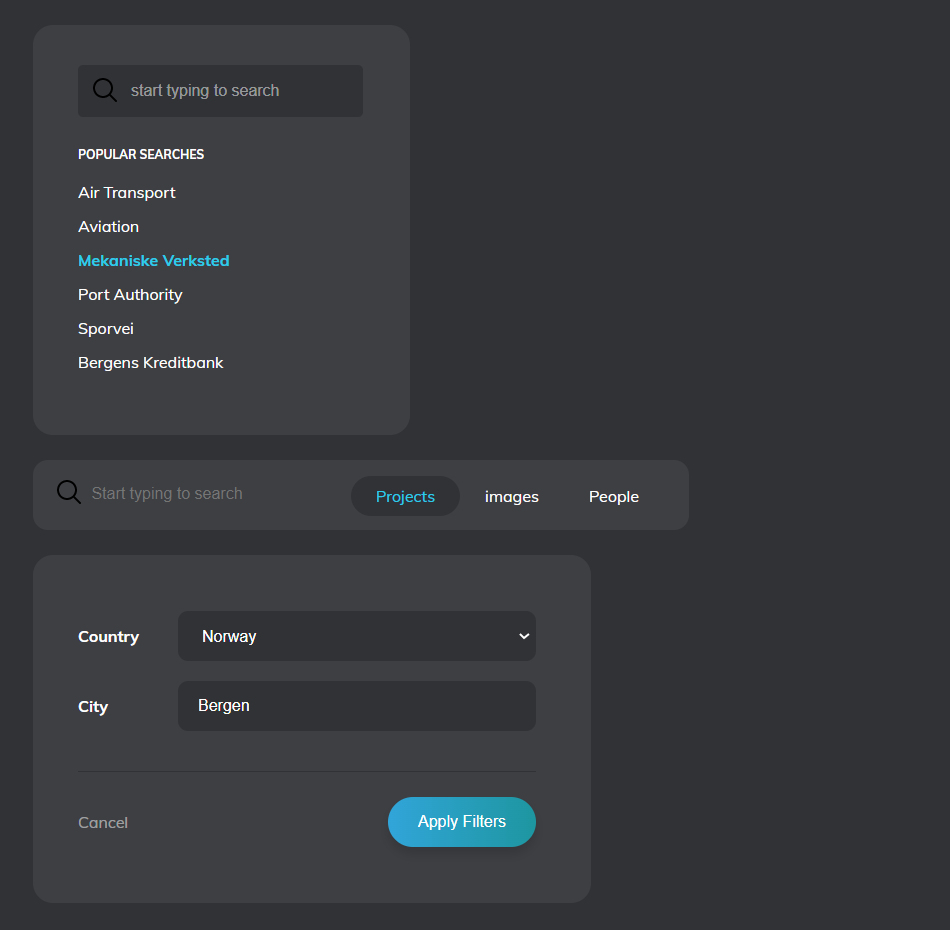 start typing to search
POPULAR SEARCHES
Air Transport
Aviation
Mekaniske Verksted
Port Authority
Sporvei
Bergens Kreditbank
Start typing to search Projects images People
Country Norway
City Bergen
Cancel Apply Filters